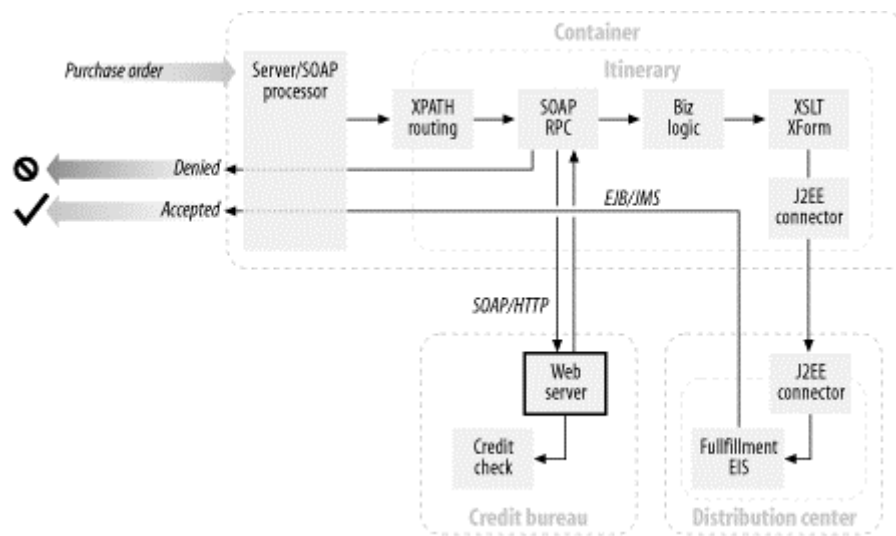 Container
Purchase order
Server/SOAP
processor
Itinerary
XPATH
routing
SOAP
RPC
Biz
logic
XSLT
XForm
Denied
Accepted
EJB/JMS
J2EE
connector
SOAP/HTTP
Web
server
J2EE
connector
Credit
check
Fullfillment
EIS
Credit bureau
Distribution center